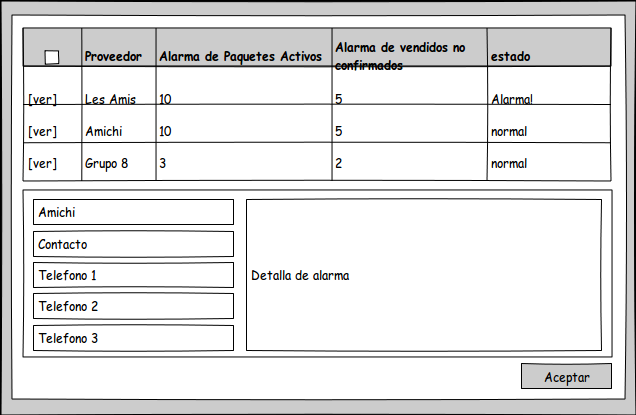 Proveedor Alarma de Paquetes Activos Alarma de vendidos no confirmados estado
[ver] Les Amis 10 5 Alarmal
[ver] Amichi 10 5 normal
[ver] Grupo 8 3 2 normal
Amichi
Contacto
Telefono 1
Telefono 2
Telefono 3
Detalla de alarma
Aceptar